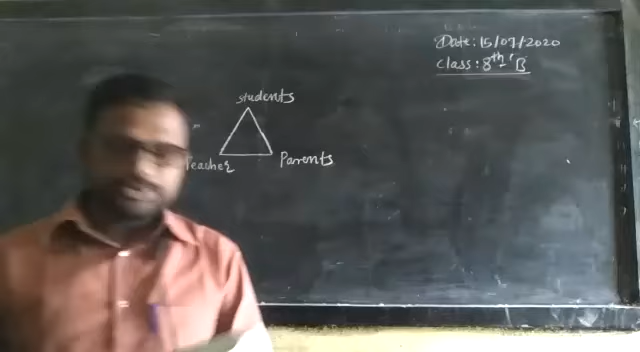 Date: 15/07/2020
Class: 8th 'B'
Students
Teacher
Parents